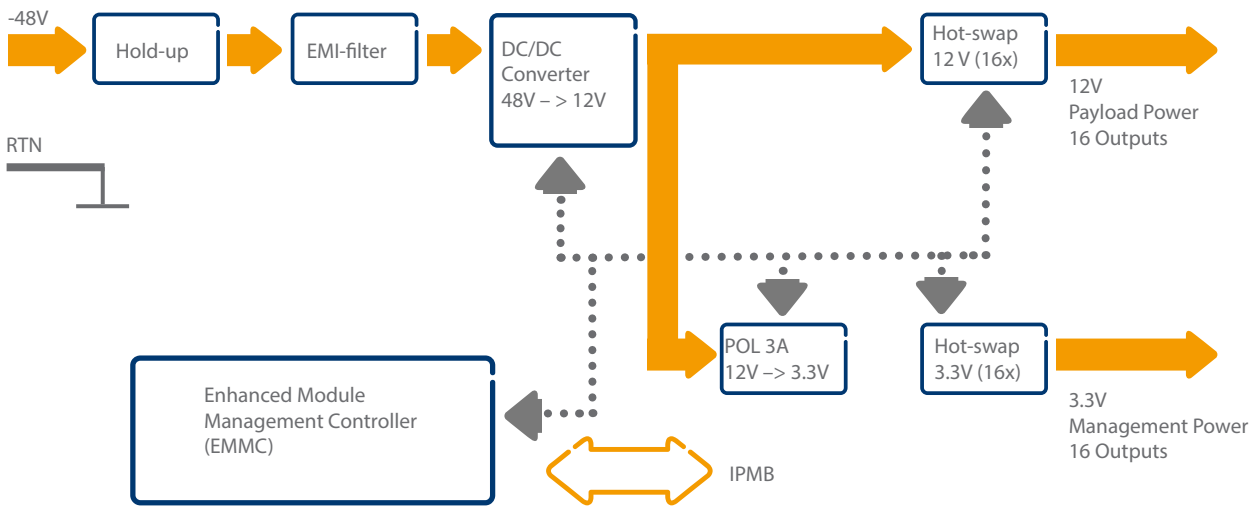 -48V
Hold-up
EMI-filter
DC/DC
Converter
48V – > 12V
Hot-swap
12 V (16x)
12V
Payload Power
16 Outputs
RTN
POL 3A
12V –> 3.3V
Hot-swap
3.3V (16x)
3.3V
Management Power
16 Outputs
Enhanced Module
Management Controller
(EMMC)
IPMB